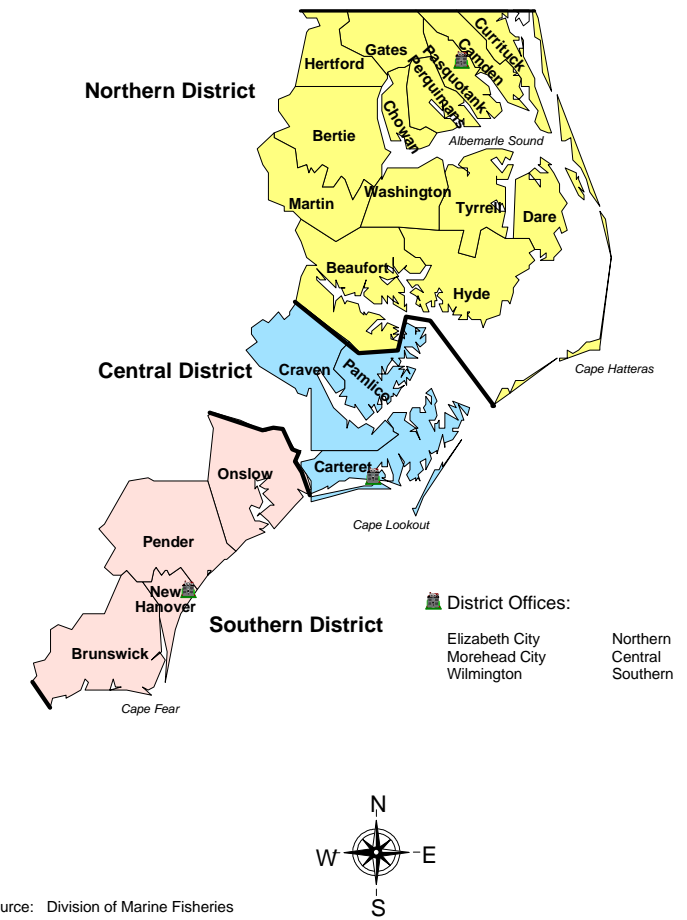 Currituck
Camden
Gates
Pasquotank
Hertford
Perquimans
Northern District
Chowan
Bertie
Albemarle Sound
Washington
Martin
Tyrrell
Dare
Beaufort
Hyde
Central District
Craven
Pamlico
Cape Hatteras
Onslow
Carteret
Cape Lookout
Pender
New
Hanover
District Offices:
Southern District
Elizabeth City Northern
Morehead City Central
Wilmington Southern
Brunswick
Cape Fear
N
W E
S
urce: Division of Marine Fisheries